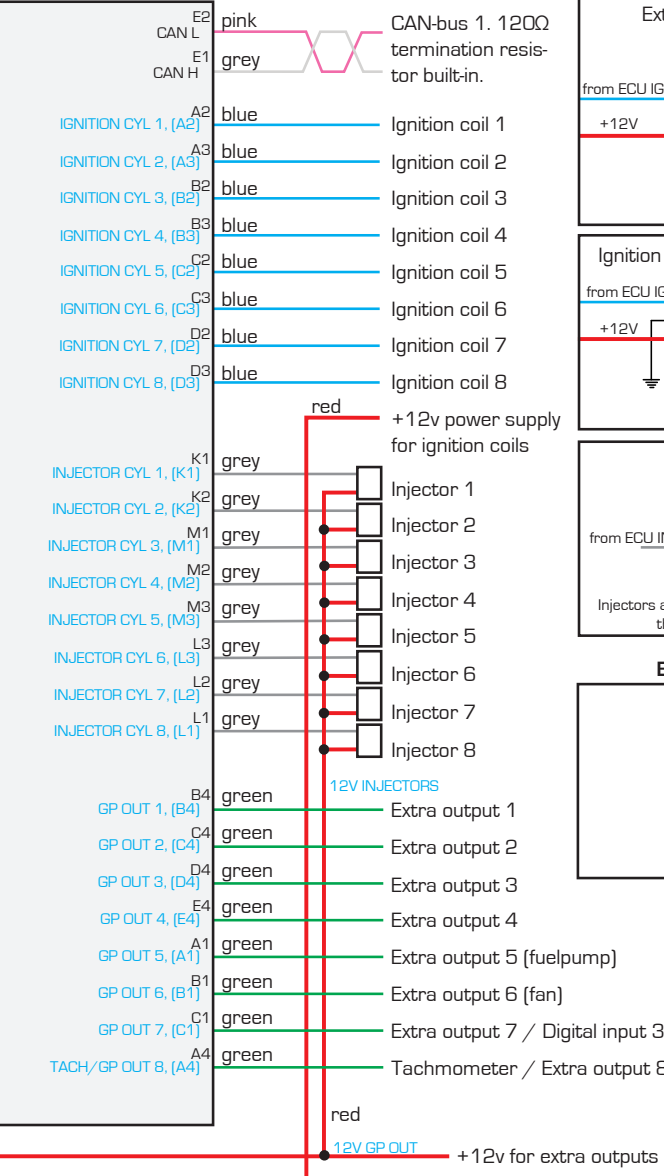 E2 pink
CAN L
CAN-bus 1. 120Ω
termination resis-
tor built-in.
E1 grey
CAN H
A2 blue
IGNITION CYL 1, (A2)
Ignition coil 1
A3 blue
IGNITION CYL 2, (A3)
Ignition coil 2
B2 blue
IGNITION CYL 3, (B2)
Ignition coil 3
B3 blue
IGNITION CYL 4, (B3)
Ignition coil 4
C2 blue
IGNITION CYL 5, (C2)
Ignition coil 5
C3 blue
IGNITION CYL 6, (C3)
Ignition coil 6
D2 blue
IGNITION CYL 7, (D2)
Ignition coil 7
D3 blue
IGNITION CYL 8, (D3)
Ignition coil 8
red
+12v power supply
for ignition coils
K1 grey
INJECTOR CYL 1, (K1)
Injector 1
K2 grey
INJECTOR CYL 2, (K2)
Injector 2
M1 grey
INJECTOR CYL 3, (M1)
Injector 3
M2 grey
INJECTOR CYL 4, (M2)
Injector 4
M3 grey
INJECTOR CYL 5, (M3)
Injector 5
L3 grey
INJECTOR CYL 6, (L3)
Injector 6
L2 grey
INJECTOR CYL 7, (L2)
Injector 7
L1 grey
INJECTOR CYL 8, (L1)
Injector 8
12V INJECTORS
B4 green
GP OUT 1, (B4)
Extra output 1
C4 green
GP OUT 2, (C4)
Extra output 2
D4 green
GP OUT 3, (D4)
Extra output 3
E4 green
GP OUT 4, (E4)
Extra output 4
A1 green
GP OUT 5, (A1)
Extra output 5 (fuelpump)
B1 green
GP OUT 6, (B1)
Extra output 6 (fan)
C1 green
GP OUT 7, (C1)
Extra output 7 / Digital input 3
A4 green
TACH/GP OUT 8, (A4)
Tachmometer / Extra output 8
red
12V GP OUT
+12v for extra outputs
Ext
from ECU IG
+12V
Ignition
from ECU IG
+12V
from ECU IN
Injectors a
th
E